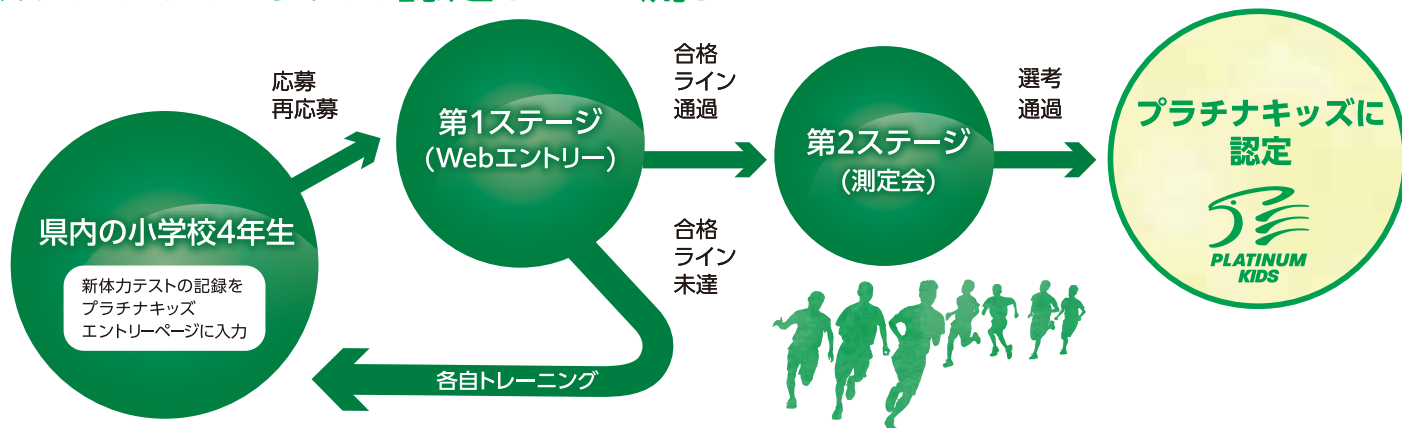 県内の小学校4年生
新体力テストの記録を
プラチナキッズ
エントリーページに入力
応募
再応募
第1ステージ
(Webエントリー)
合格
ライン
通過
合格
ライン
未達
各自トレーニング
第2ステージ
(測定会)
選考
通過
プラチナキッズに
認定
PLATINUM
KIDS